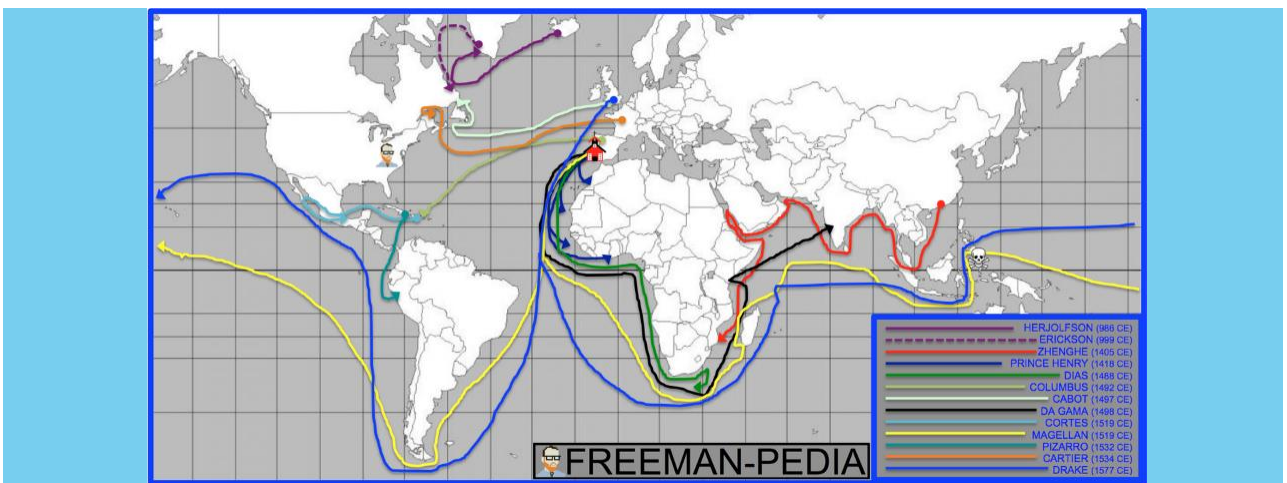 HERJOLFSON (986 CE)
ERICKSON (999 CE)
ZHENGHE (1405 CE)
PRINCE HENRY (1418 CE)
DIAS (1488 CE)
COLUMBUS (1492 CE)
CABOT (1497 CE)
DA GAMA (1498 CE)
CORTES (1519 CE)
MAGELLAN (1519 CE)
PIZARRO (1532 CE)
CARTIER (1534 CE)
DRAKE (1577 CE)
FREEMAN-PEDIA